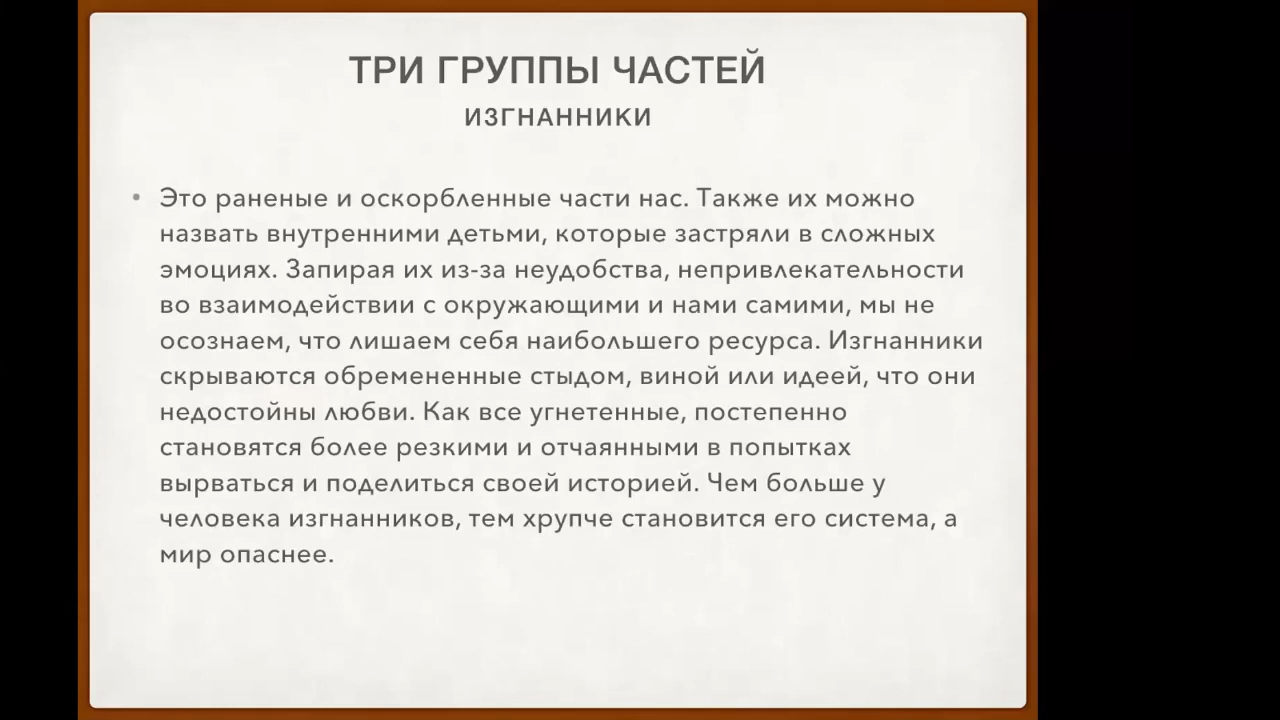 ТРИ ГРУППЫ ЧАСТЕЙ
ИЗГНАННИКИ
• Это раненые и оскорбленные части нас. Также их можно
назвать внутренними детьми, которые застряли в сложных
эмоциях. Запирая их из-за неудобства, непривлекательности
во взаимодействии с окружающими и нами самими, мы не
осознаем, что лишаем себя наибольшего ресурса. Изгнанники
скрываются обремененные стыдом, виной или идеей, что они
недостойны любви. Как все угнетенные, постепенно
становятся более резкими и отчаянными в попытках
вырваться и поделиться своей историей. Чем больше у
человека изгнанников, тем хрупче становится его система, а
мир опаснее.